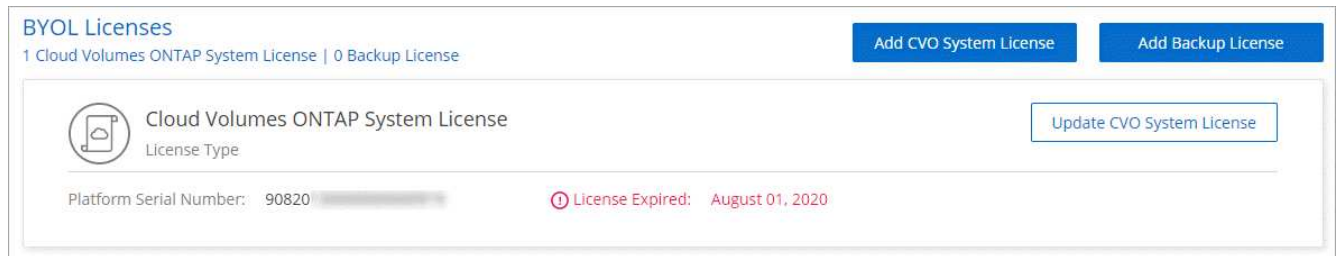 BYOL Licenses
1 Cloud Volumes ONTAP System License | 0 Backup License
Add CVO System License
Add Backup License
Cloud Volumes ONTAP System License
License Type
Update CVO System License
Platform Serial Number: 90820
License Expired: August 01, 2020